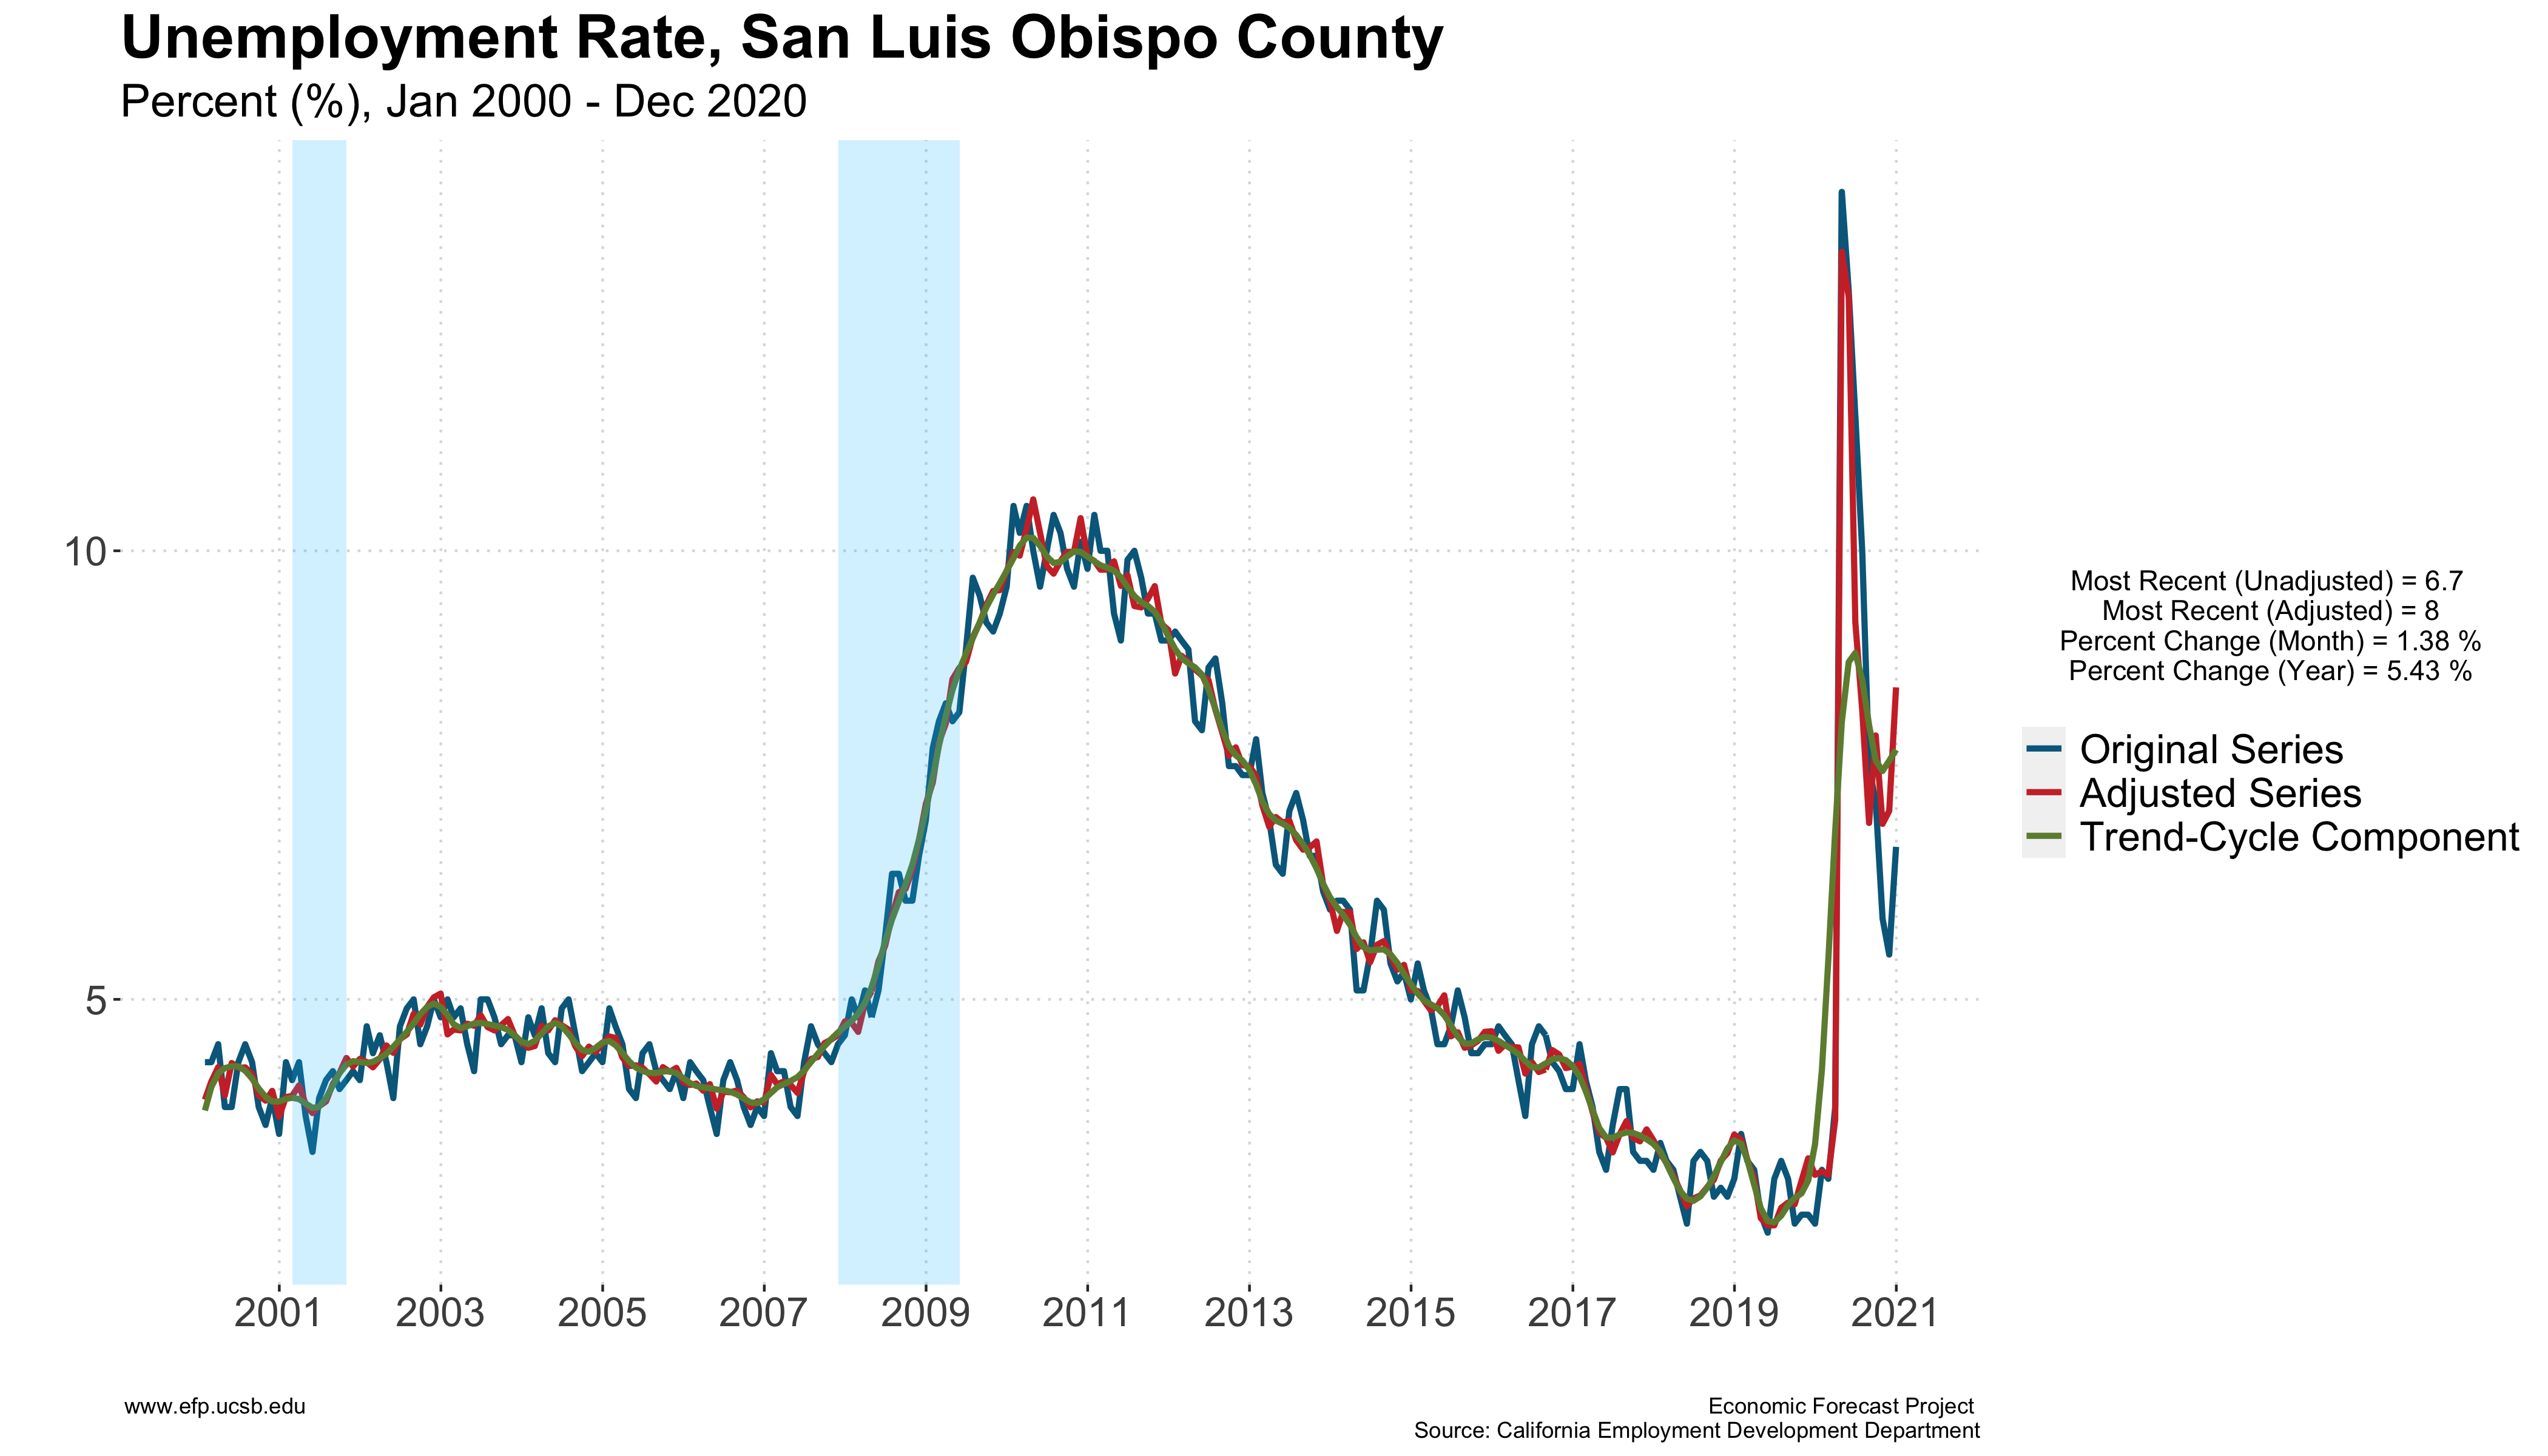 Unemployment Rate, San Luis Obispo County
Percent (%), Jan 2000 - Dec 2020
10
5
2001 2003 2005 2007 2009 2011 2013 2015 2017 2019 2021
Most Recent (Unadjusted) = 6.7
Most Recent (Adjusted) = 8
Percent Change (Month) = 1.38 %
Percent Change (Year) = 5.43 %
Original Series
Adjusted Series
Trend-Cycle Component
www.efp.ucsb.edu
Economic Forecast Project
Source: California Employment Development Department